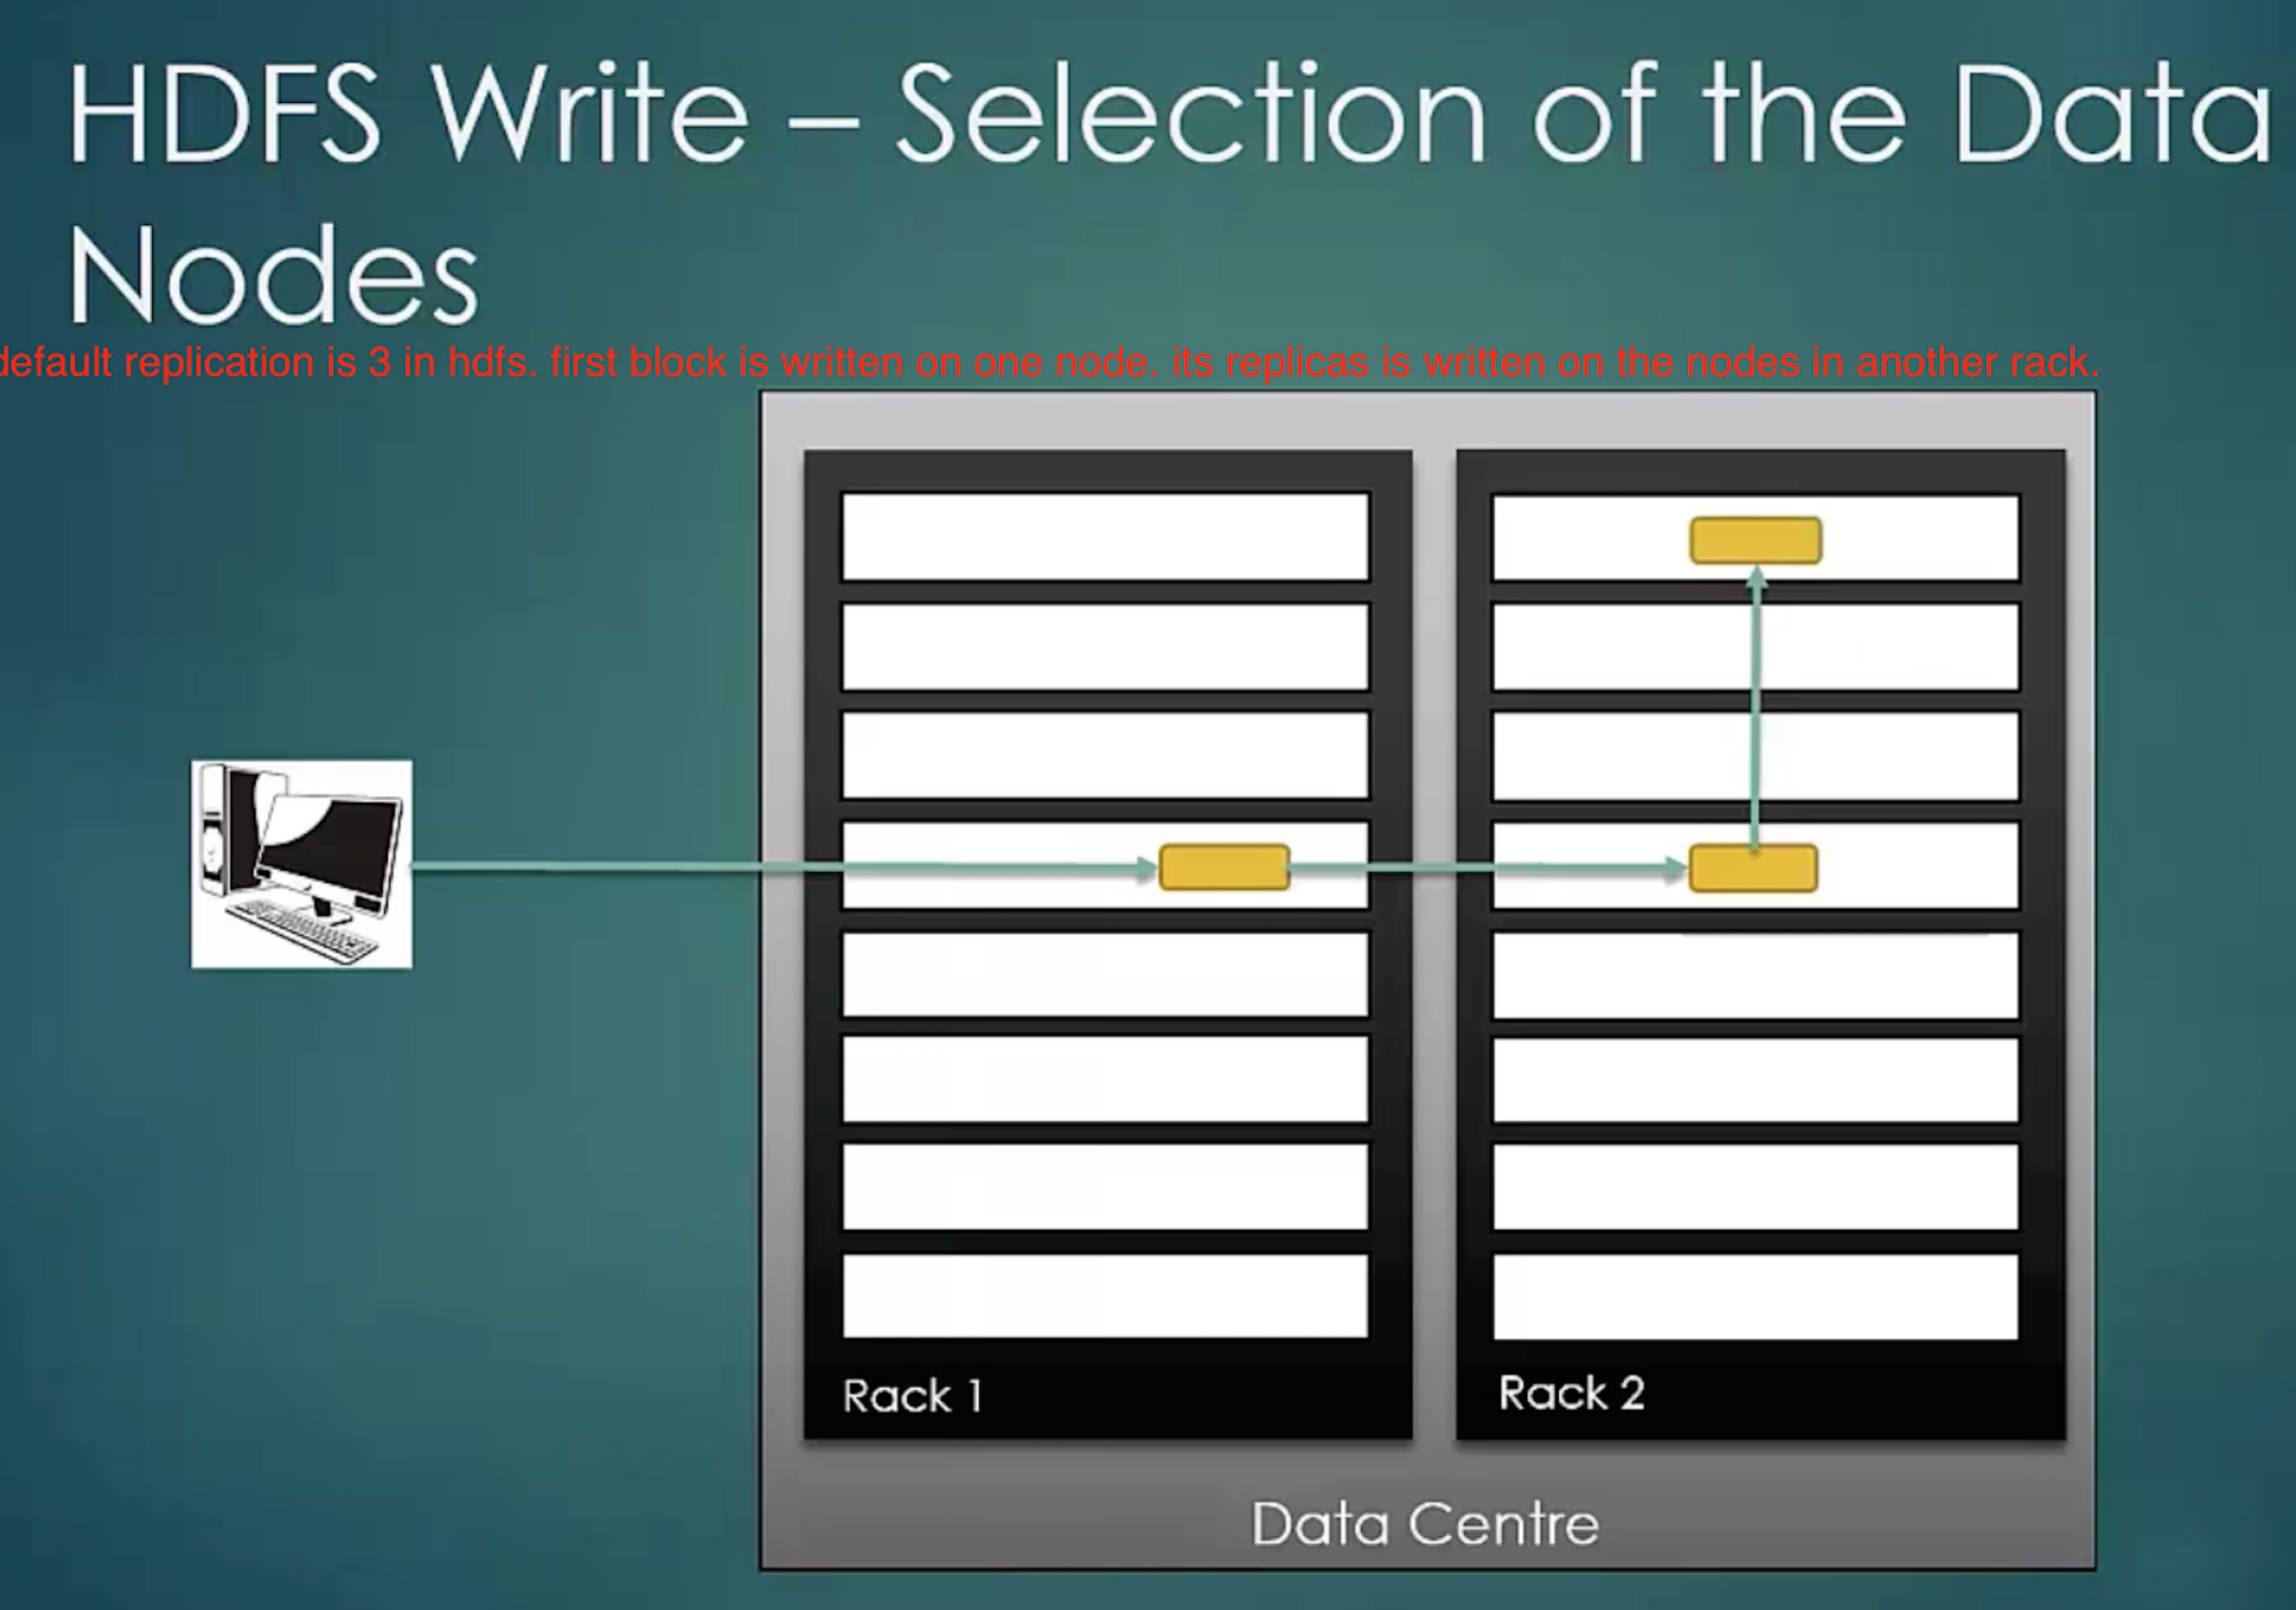 HDFS Write – Selection of the Data
Nodes
default replication is 3 in hdfs. first block is written on one node. its replicas is written on the nodes in another rack.
Rack 1
Rack 2
Data Centre